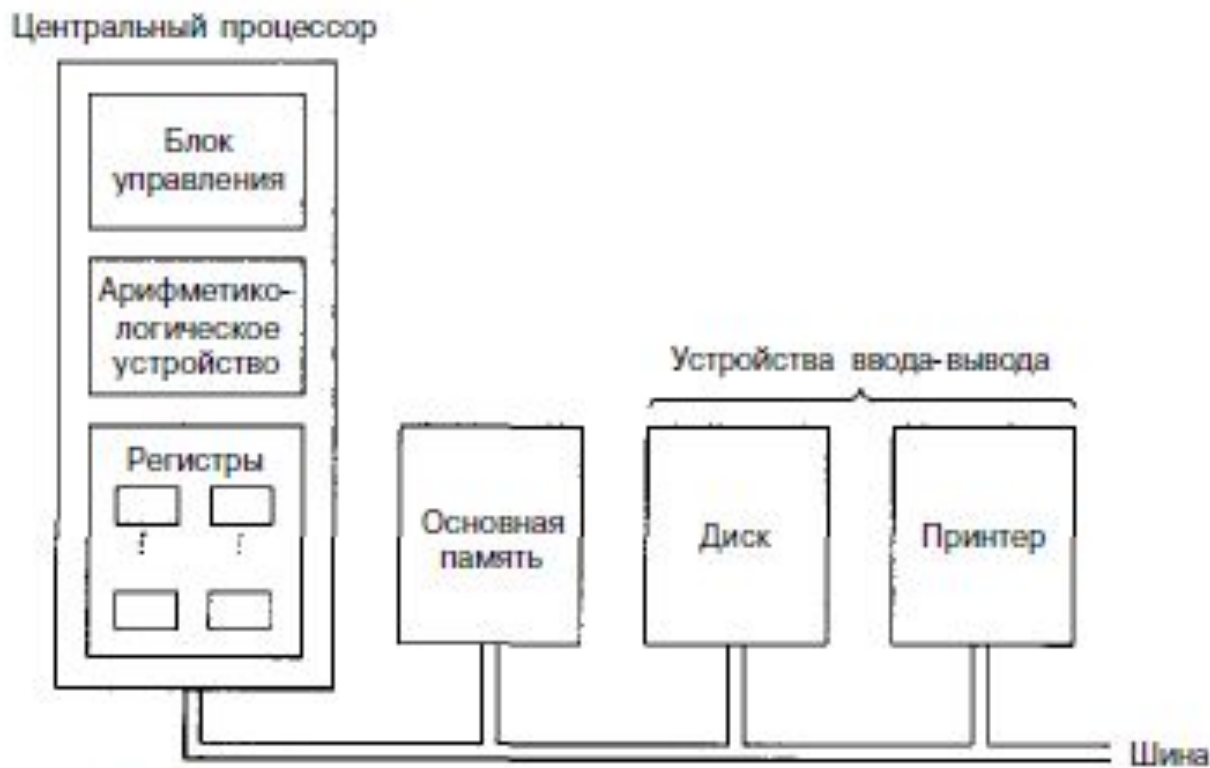 Центральный процессор
Блок
управления
Арифметико-
логическое
устройство
Регистры
Устройства ввода-вывода
Основная
память
Диск
Принтер
Шина